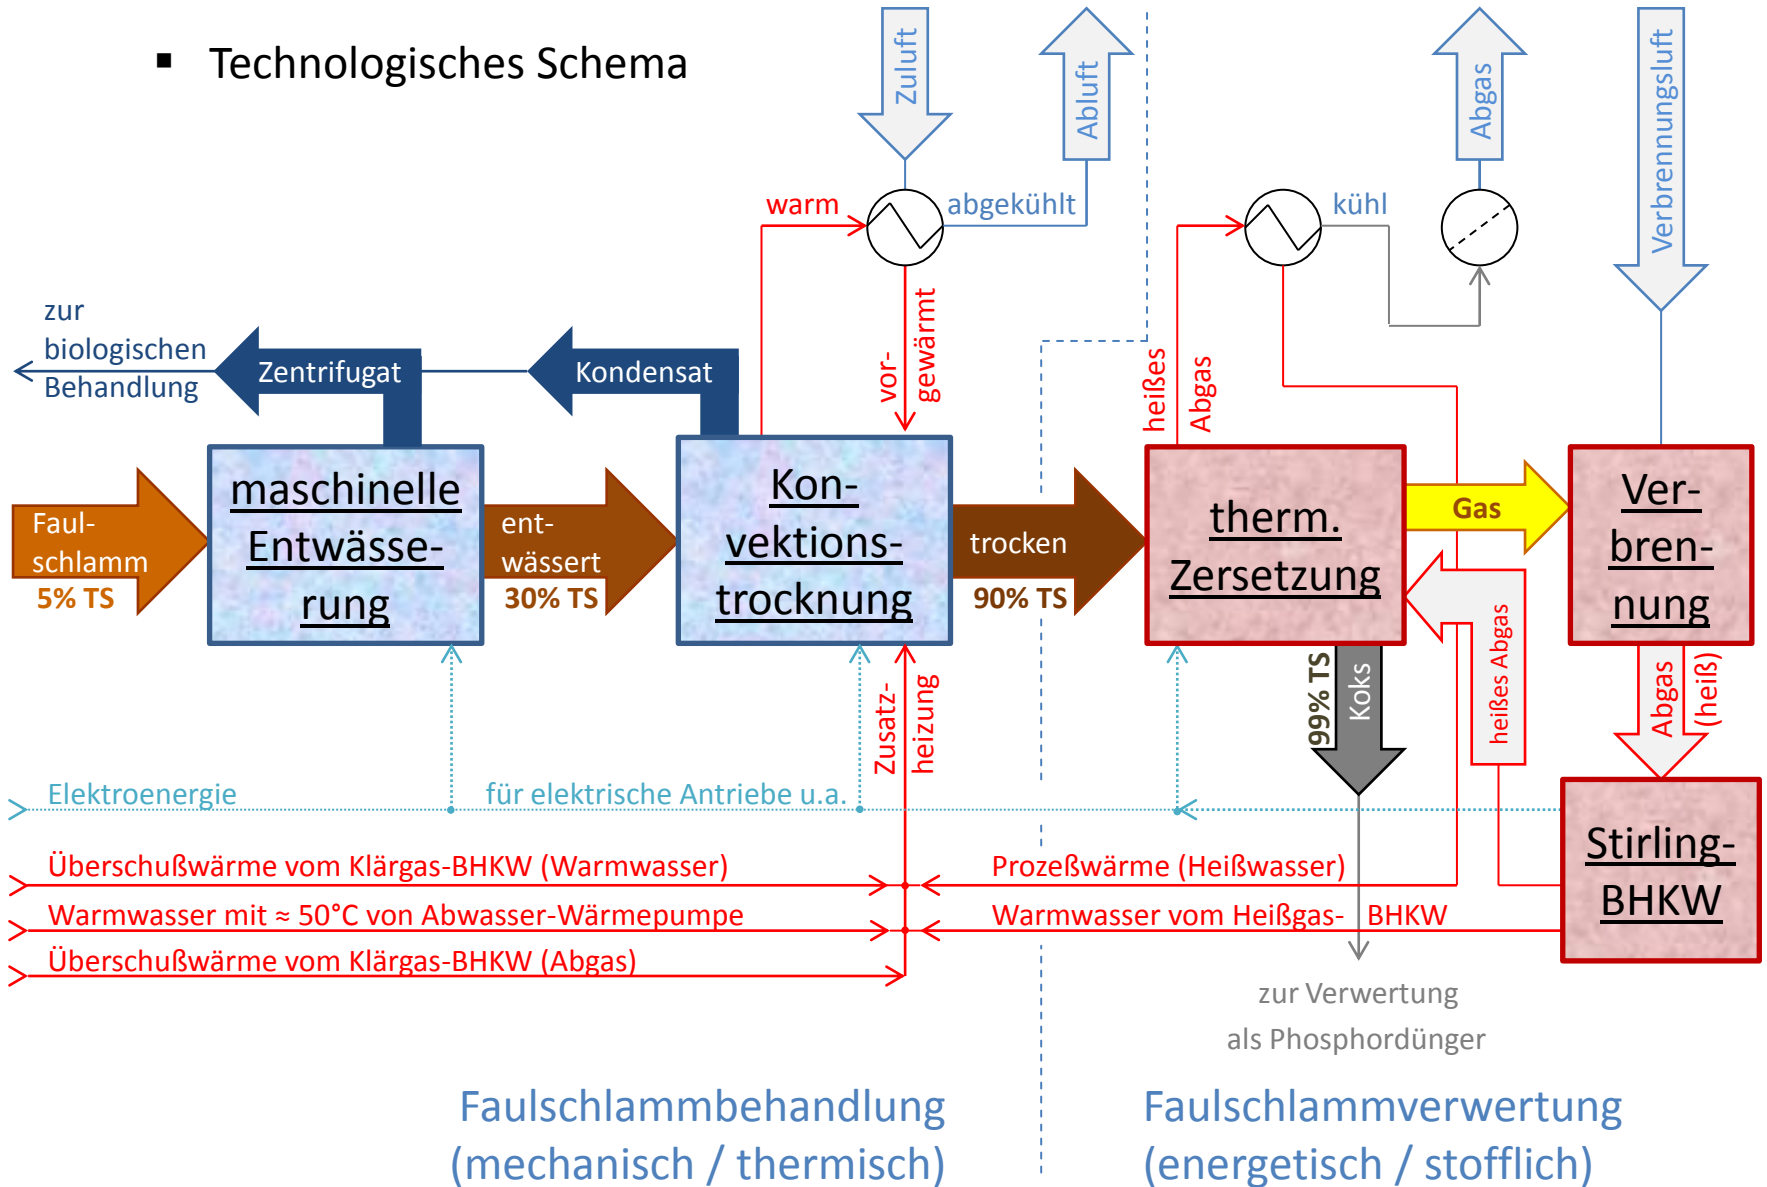 ▪ Technologisches Schema
Zuluft
Abluft
Abgas
Verbrennungsluft
warm
abgekühlt
kühl
vor-
gewärmt
heißes
Abgas
zur
biologischen
Behandlung
Zentrifugat
Kondensat
Faul-
schlamm
5% TS
maschinelle
Entwässe-
rung
ent-
wässert
30% TS
Kon-
vektions-
trocknung
trocken
90% TS
therm.
Zersetzung
Gas
Ver-
bren-
nung
Zusatz-
heizung
99% TS
Koks
heißes Abgas
Abgas
(heiß)
Elektroenergie
für elektrische Antriebe u.a.
Stirling-
BHKW
Überschußwärme vom Klärgas-BHKW (Warmwasser)
Prozeßwärme (Heißwasser)
Warmwasser mit ≈ 50°C von Abwasser-Wärmepumpe
Warmwasser vom Heißgas- BHKW
Überschußwärme vom Klärgas-BHKW (Abgas)
zur Verwertung
als Phosphordünger
Faulschlammbehandlung
(mechanisch / thermisch)
Faulschlammverwertung
(energetisch / stofflich)